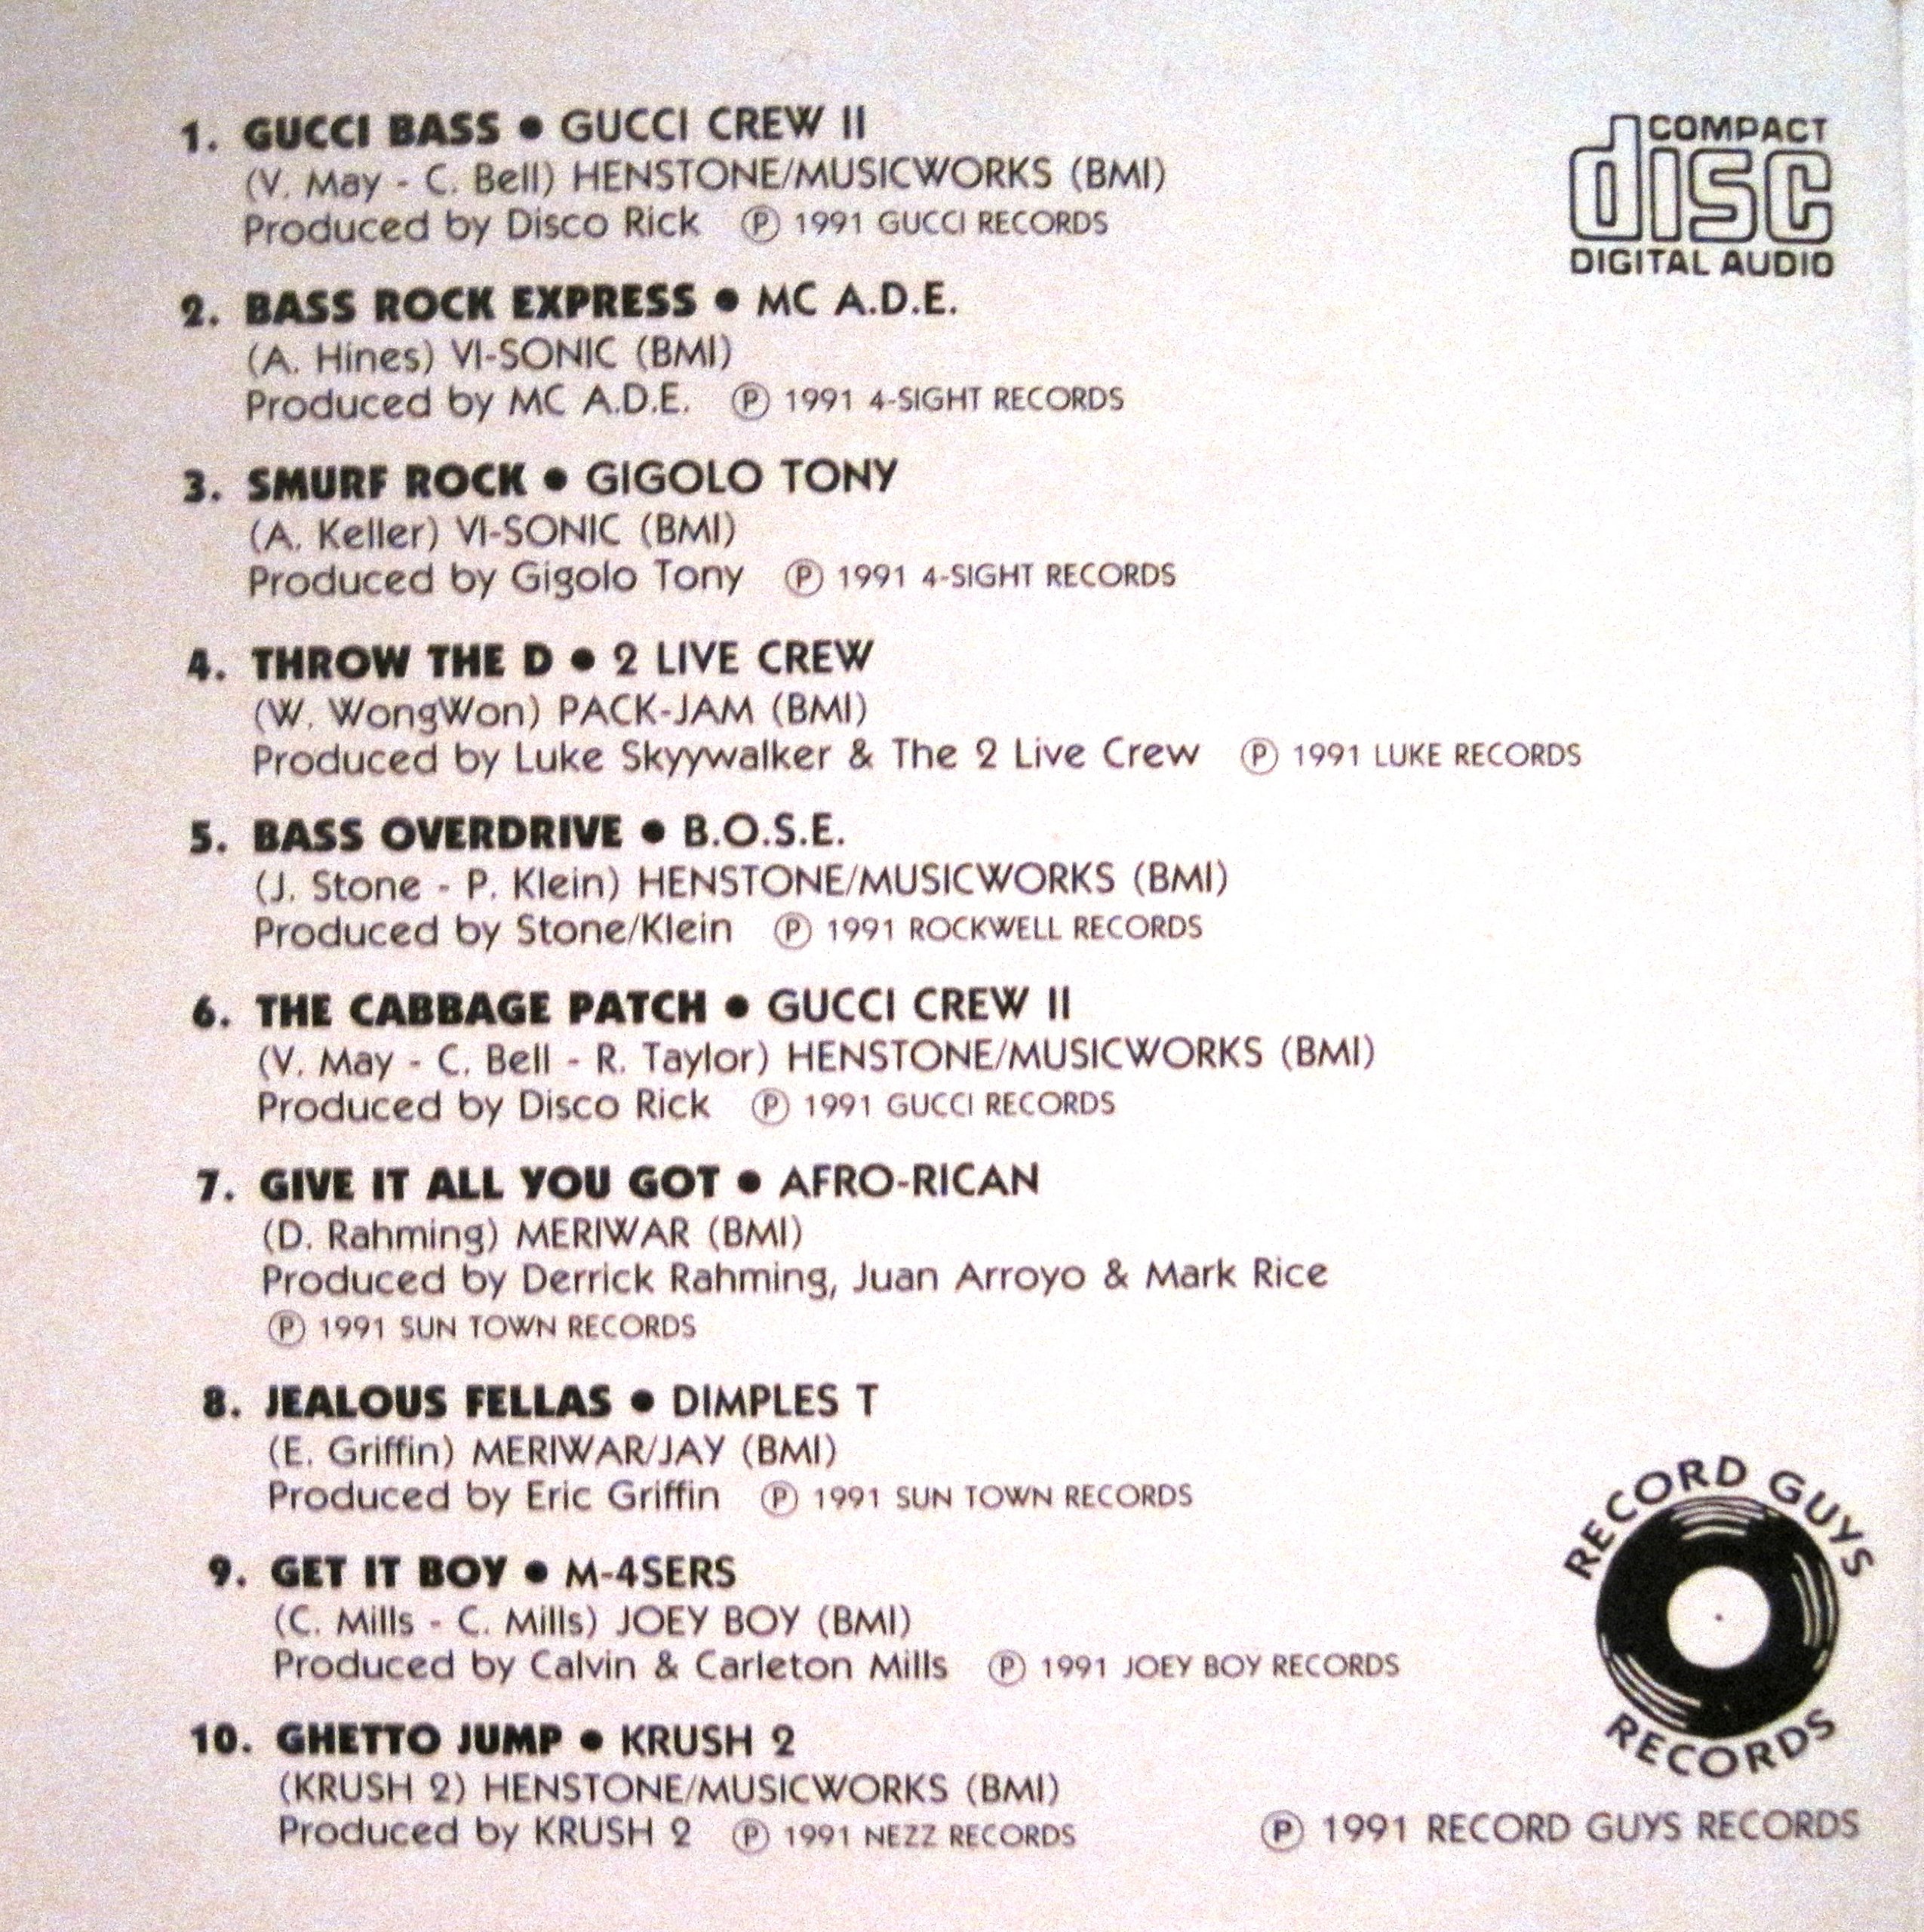 1. GUCCI BASS ● GUCCI CREW II
(V. May - C. Bell) HENSTONE/MUSICWORKS (BMI)
Produced by Disco Rick Ⓟ 1991 GUCCI RECORDS
2. BASS ROCK EXPRESS ● MC A.D.E.
(A. Hines) VI-SONIC (BMI)
Produced by MC A.D.E. Ⓟ 1991 4-SIGHT RECORDS
3. SMURF ROCK ● GIGOLO TONY
(A. Keller) VI-SONIC (BMI)
Produced by Gigolo Tony Ⓟ 1991 4-SIGHT RECORDS
4. THROW THE D ● 2 LIVE CREW
(W. WongWon) PACK-JAM (BMI)
Produced by Luke Skyywalker & The 2 Live Crew Ⓟ 1991 LUKE RECORDS
5. BASS OVERDRIVE ● B.O.S.E.
(J. Stone - P. Klein) HENSTONE/MUSICWORKS (BMI)
Produced by Stone/Klein Ⓟ 1991 ROCKWELL RECORDS
6. THE CABBAGE PATCH ● GUCCI CREW II
(V. May - C. Bell - R. Taylor) HENSTONE/MUSICWORKS (BMI)
Produced by Disco Rick Ⓟ 1991 GUCCI RECORDS
7. GIVE IT ALL YOU GOT ● AFRO-RICAN
(D. Rahming) MERIWAR (BMI)
Produced by Derrick Rahming, Juan Arroyo & Mark Rice
Ⓟ 1991 SUN TOWN RECORDS
8. JEALOUS FELLAS ● DIMPLES T
(E. Griffin) MERIWAR/JAY (BMI)
Produced by Eric Griffin Ⓟ 1991 SUN TOWN RECORDS
9. GET IT BOY ● M-4SERS
(C. Mills - C. Mills) JOEY BOY (BMI)
Produced by Calvin & Carleton Mills Ⓟ 1991 JOEY BOY RECORDS
10. GHETTO JUMP ● KRUSH 2
(KRUSH 2) HENSTONE/MUSICWORKS (BMI)
Produced by KRUSH 2 Ⓟ 1991 NEZZ RECORDS
COMPACT
disc
DIGITAL AUDIO
RECORD GUYS
RECORDS
Ⓟ 1991 RECORD GUYS RECORDS